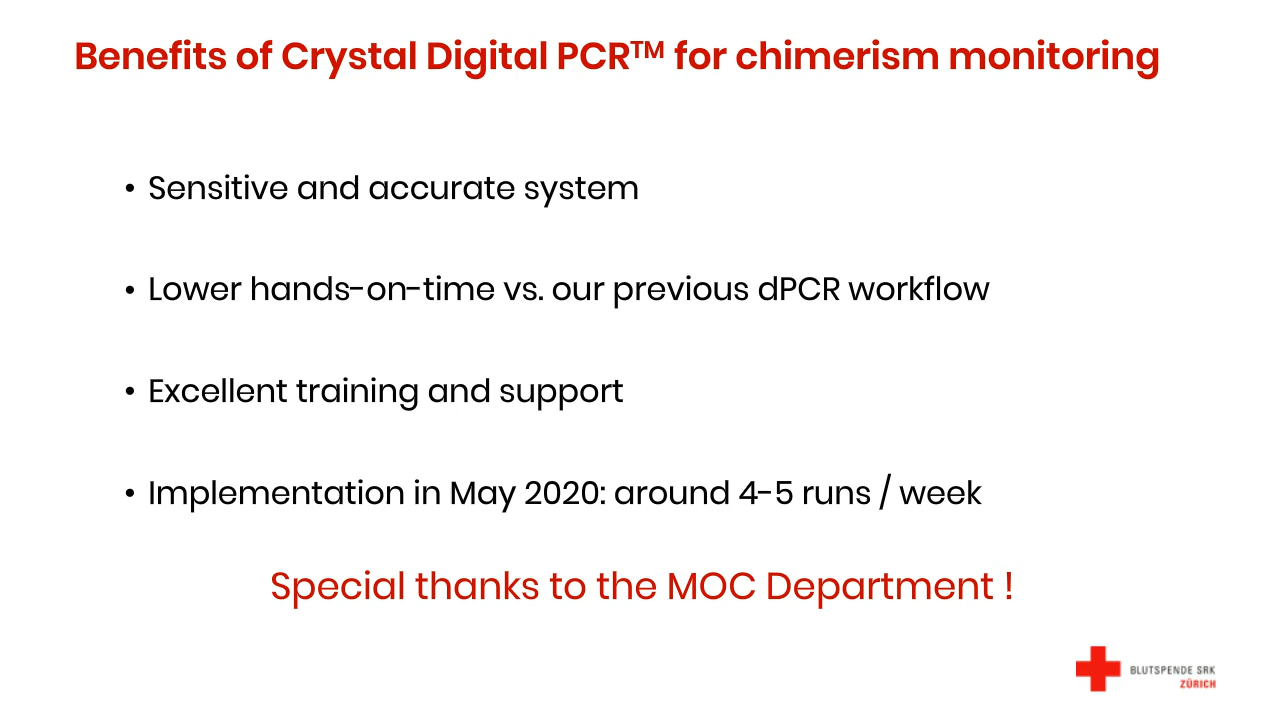 Benefits of Crystal Digital PCR™ for chimerism monitoring
• Sensitive and accurate system
• Lower hands-on-time vs. our previous dPCR workflow
• Excellent training and support
• Implementation in May 2020: around 4-5 runs / week
Special thanks to the MOC Department !
BLUTSPENDE SRK
ZÜRICH